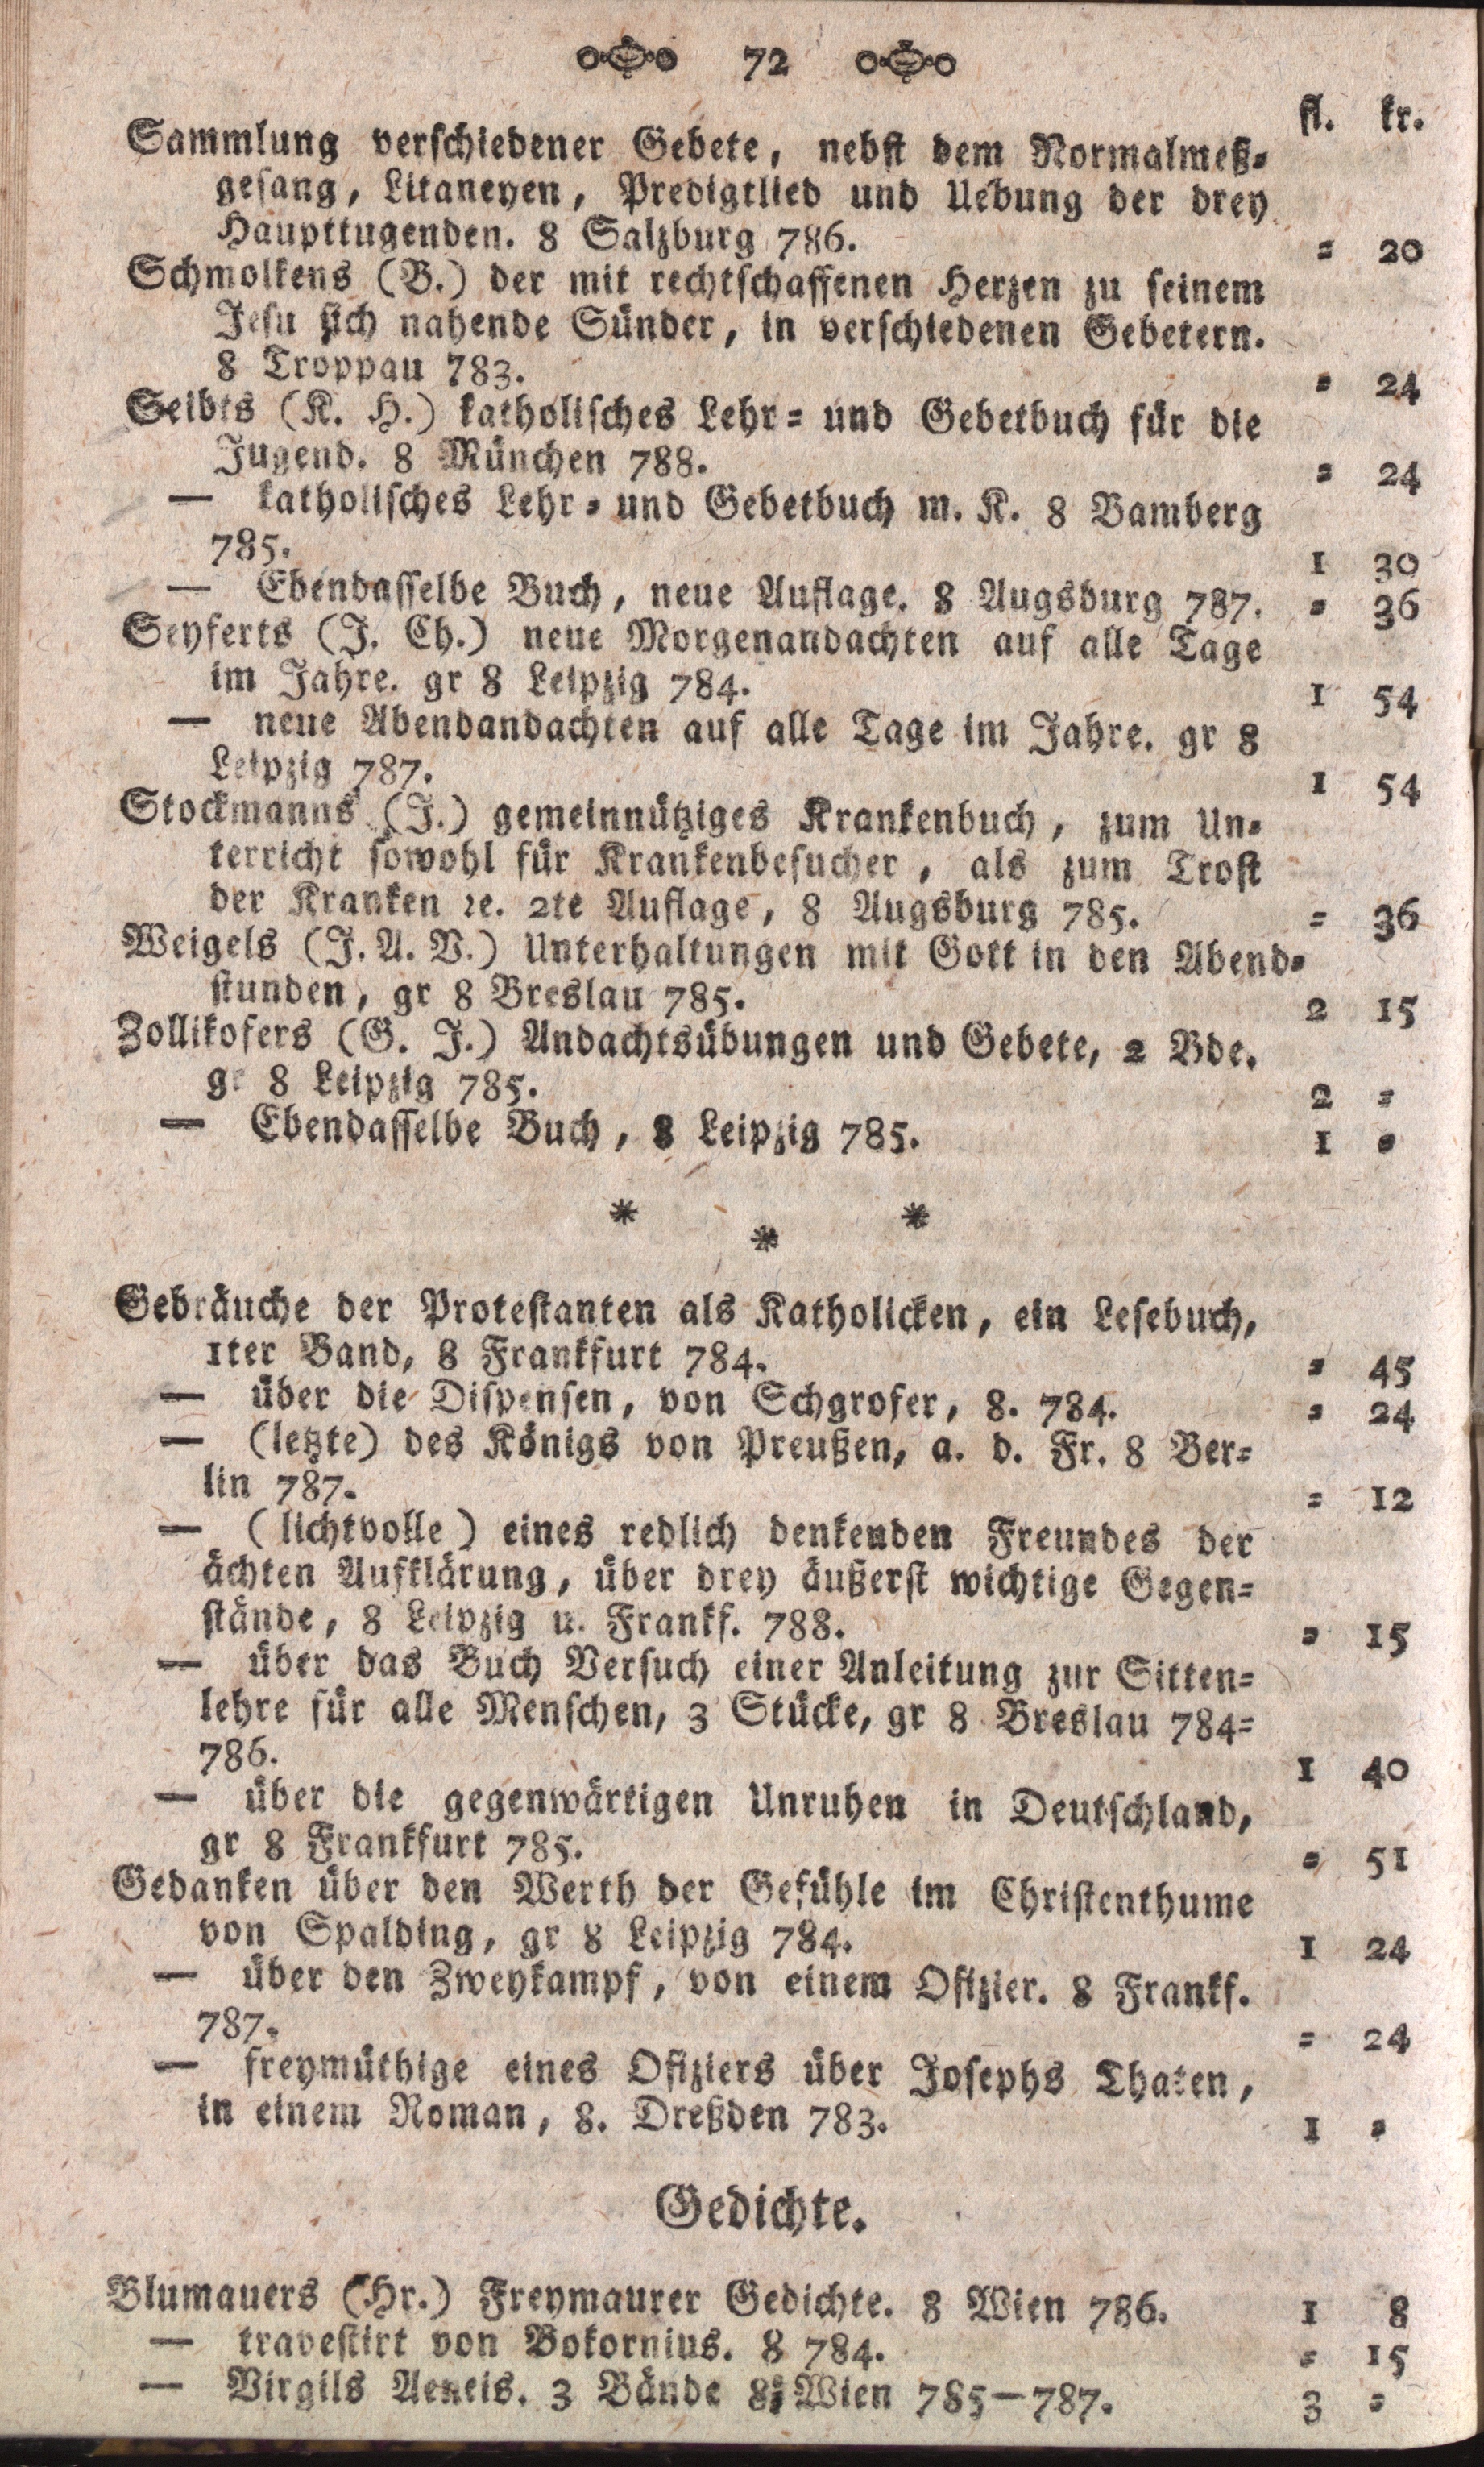 72
fl. kr.
Sammlung verschiedener Gebete, nebst dem Normalmeß=
gesang, Litaneyen, Predigtlied und Uebung der drey
Haupttugenden. 8 Salzburg 786. = 20
Schmolkens (B.) der mit rechtschaffenen Herzen zu seinem
Jesu sich nahende Sünder, in verschiedenen Gebetern.
8 Troppau 783. = 24
Seibts (K. H.) katholisches Lehr= und Gebetbuch für die
Jugend. 8 München 788. = 24
— katholisches Lehr= und Gebetbuch m. K. 8 Bamberg
785. 1 30
— Ebendasselbe Buch, neue Auflage. 8 Augsburg 787. = 36
Seyferts (J. Ch.) neue Morgenandachten auf alle Tage
im Jahre. gr 8 Leipzig 784. 1 54
— neue Abendandachten auf alle Tage im Jahre. gr 8
Leipzig 787. 1 54
Stockmanns (J.) gemeinnütziges Krankenbuch, zum Un=
terricht sowohl für Krankenbesucher, als zum Trost
der Kranken ꝛc. 2te Auflage, 8 Augsburg 785. = 36
Weigels (J. A. V.) Unterhaltungen mit Gott in den Abend=
stunden, gr 8 Breslau 785. 2 15
Zollikofers (G. J.) Andachtsübungen und Gebete, 2 Bde.
gr 8 Leipzig 785. 2 =
— Ebendasselbe Buch, 8 Leipzig 785. 1 =
* * *
Gebräuche der Protestanten als Katholicken, ein Lesebuch,
1ter Band, 8 Frankfurt 784. = 45
— über die Dispensen, von Schgrofer, 8. 784. = 24
— (letzte) des Königs von Preußen, a. d. Fr. 8 Ber=
lin 787. = 12
— (lichtvolle) eines redlich denkenden Freundes der
ächten Aufklärung, über drey äußerst wichtige Gegen=
stände, 8 Leipzig u. Frankf. 788. = 15
— über das Buch Versuch einer Anleitung zur Sitten=
lehre für alle Menschen, 3 Stücke, gr 8 Breslau 784=
786. 1 40
— über die gegenwärtigen Unruhen in Deutschland,
gr 8 Frankfurt 785. = 51
Gedanken über den Werth der Gefühle im Christenthume
von Spalding, gr 8 Leipzig 784. 1 24
— über den Zweykampf, von einem Ofizier. 8 Frankf.
787. = 24
— freymüthige eines Ofiziers über Josephs Thaten,
in einem Roman, 8. Dreßden 783. 1 =
Gedichte.
Blumauers (Hr.) Freymaurer Gedichte. 8 Wien 786. 1 8
— travestirt von Bokornius. 8 784. = 15
— Virgils Aeneis. 3 Bände 8 Wien 785—787. 3 =